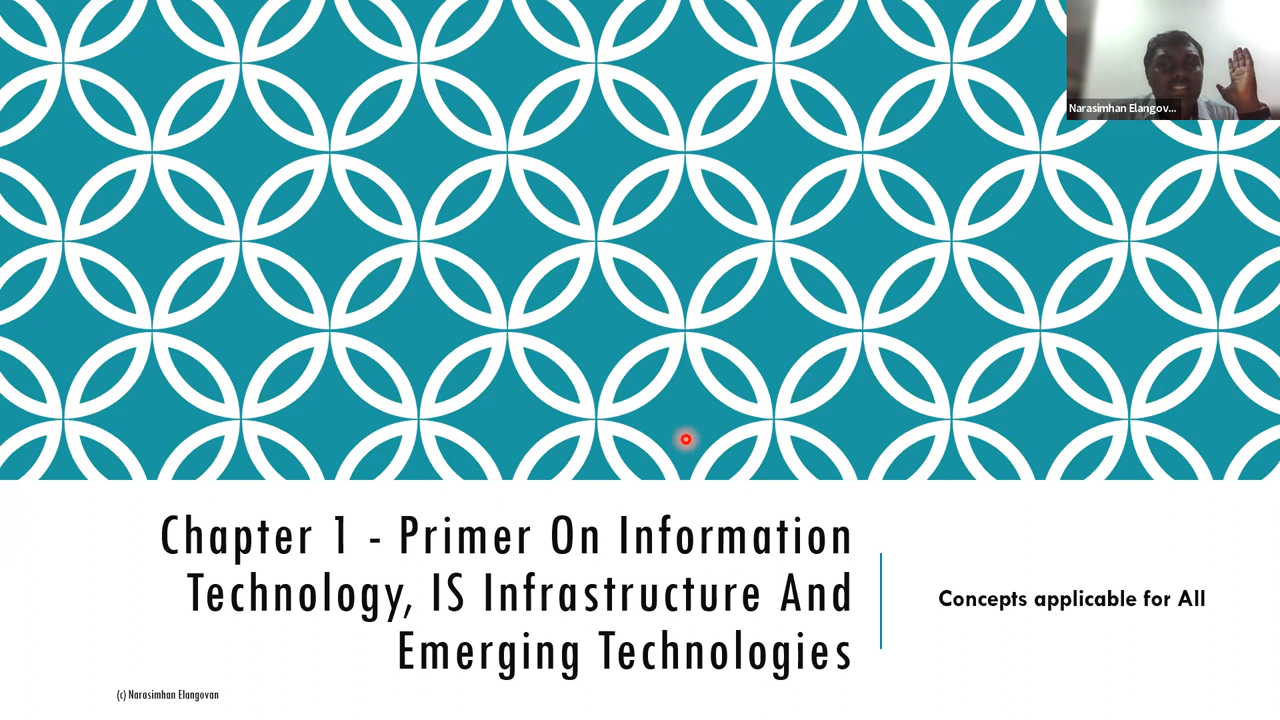 Narasimhan Elangov...
Chapter 1 - Primer On Information
Technology, IS Infrastructure And
Emerging Technologies
Concepts applicable for All
(c) Narasimhan Elangovan